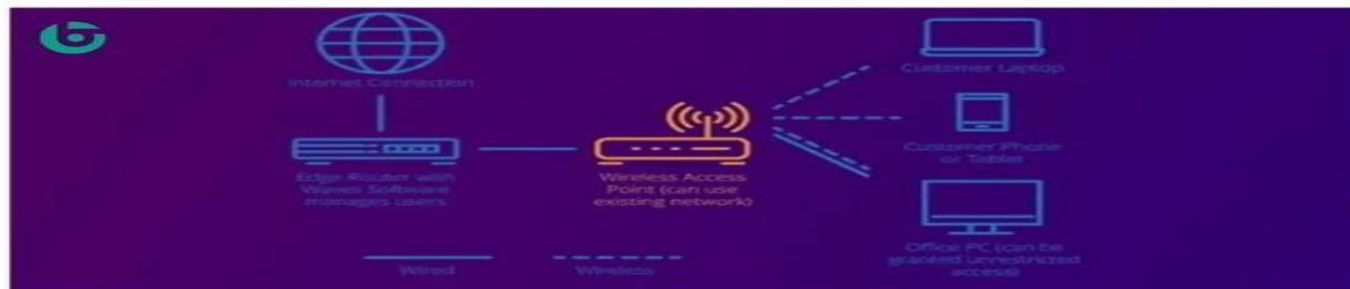 Internet Connection
Customer Laptop
Edge Router with
Waves Software
manages users
Wireless Access
Point (can use
existing network)
Customer Phone
or Tablet
Office PC (can be
granted unrestricted
access)
Wired
Wireless